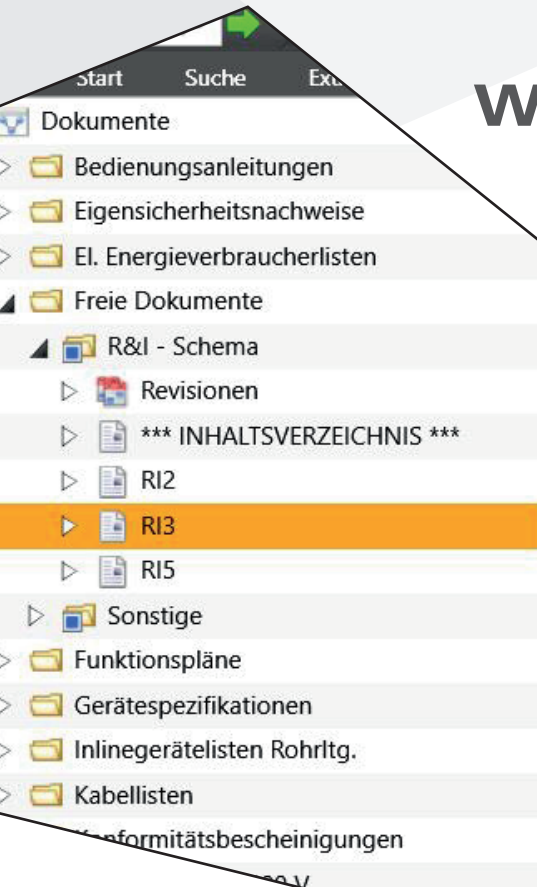 Start Suche
W
Dokumente
Bedienungsanleitungen
Eigensicherheitsnachweise
El. Energieverbraucherlisten
Freie Dokumente
R&I - Schema
Revisionen
*** INHALTSVERZEICHNIS ***
RI2
RI3
RI5
Sonstige
Funktionspläne
Gerätespezifikationen
Inlinegerätelisten Rohrltg.
Kabellisten
Konformitätsbescheinigungen
V